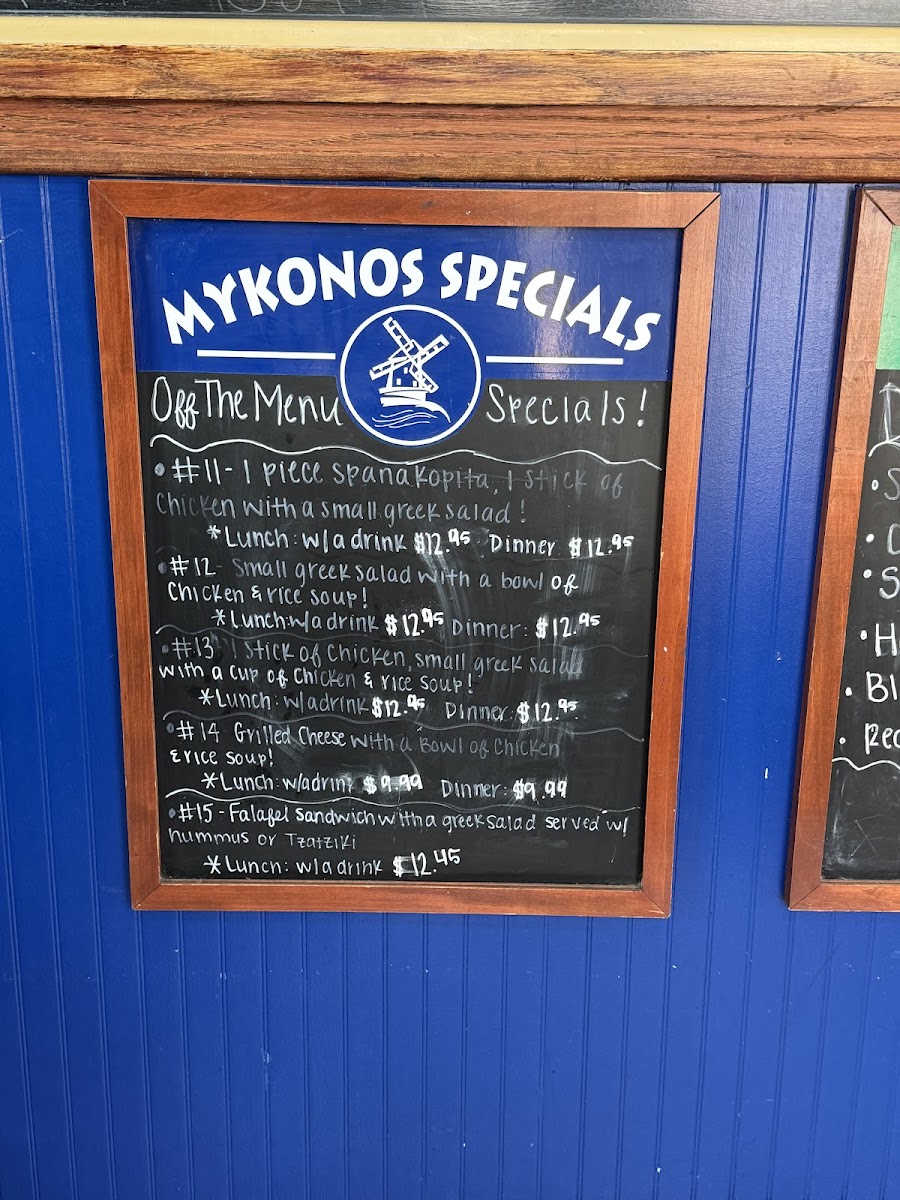 MYKONOS SPECIALS
Off The Menu Specials!
• #11- 1 piece spanakopita, 1 stick of
Chicken with a small greek salad!
*Lunch: w/a drink $12.95 Dinner $12.95
• #12- Small greek salad with a bowl of
Chicken & rice soup!
*Lunch: w/a drink $12.95 Dinner: $12.95
• #13 1 Stick of Chicken, small greek salad
with a cup of Chicken & rice soup!
*Lunch: w/a drink $12.95 Dinner: $12.95
• #14 Grilled Cheese with a Bowl of Chicken
& rice soup!
*Lunch: w/a drink $9.99 Dinner: $9.99
• #15 - Falafel Sandwich with a greek salad served w/
hummus or Tzatziki
*Lunch: w/a drink $12.45